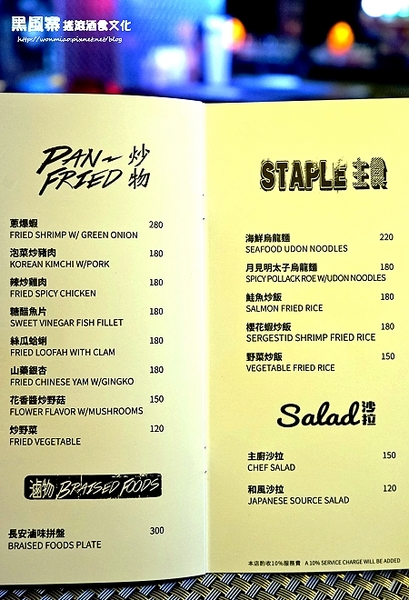 黑風寨 搖滾酒食文化
http://wonmiao.pixnet.net/blog
PAN-FRIED 炒物
蔥爆蝦 280
FRIED SHRIMP W/ GREEN ONION
泡菜炒豬肉 180
KOREAN KIMCHI W/PORK
辣炒雞肉 180
FRIED SPICY CHICKEN
糖醋魚片 180
SWEET VINEGAR FISH FILLET
絲瓜蛤蜊 180
FRIED LOOFAH WITH CLAM
山藥銀杏 180
FRIED CHINESE YAM W/GINGKO
花香醬炒野菇 150
FLOWER FLAVOR W/MUSHROOMS
炒野菜 120
FRIED VEGETABLE
滷物 BRAISED FOODS
長安滷味拼盤 300
BRAISED FOODS PLATE
STAPLE 主食
海鮮烏龍麵 220
SEAFOOD UDON NOODLES
月見明太子烏龍麵 180
SPICY POLLACK ROE W/UDON NOODLES
鮭魚炒飯 180
SALMON FRIED RICE
櫻花蝦炒飯 180
SERGESTID SHRIMP FRIED RICE
野菜炒飯 150
VEGETABLE FRIED RICE
Salad 沙拉
主廚沙拉 150
CHEF SALAD
和風沙拉 120
JAPANESE SOURCE SALAD
本店酌收10%服務費 A 10% SERVICE CHARGE WILL BE ADDED